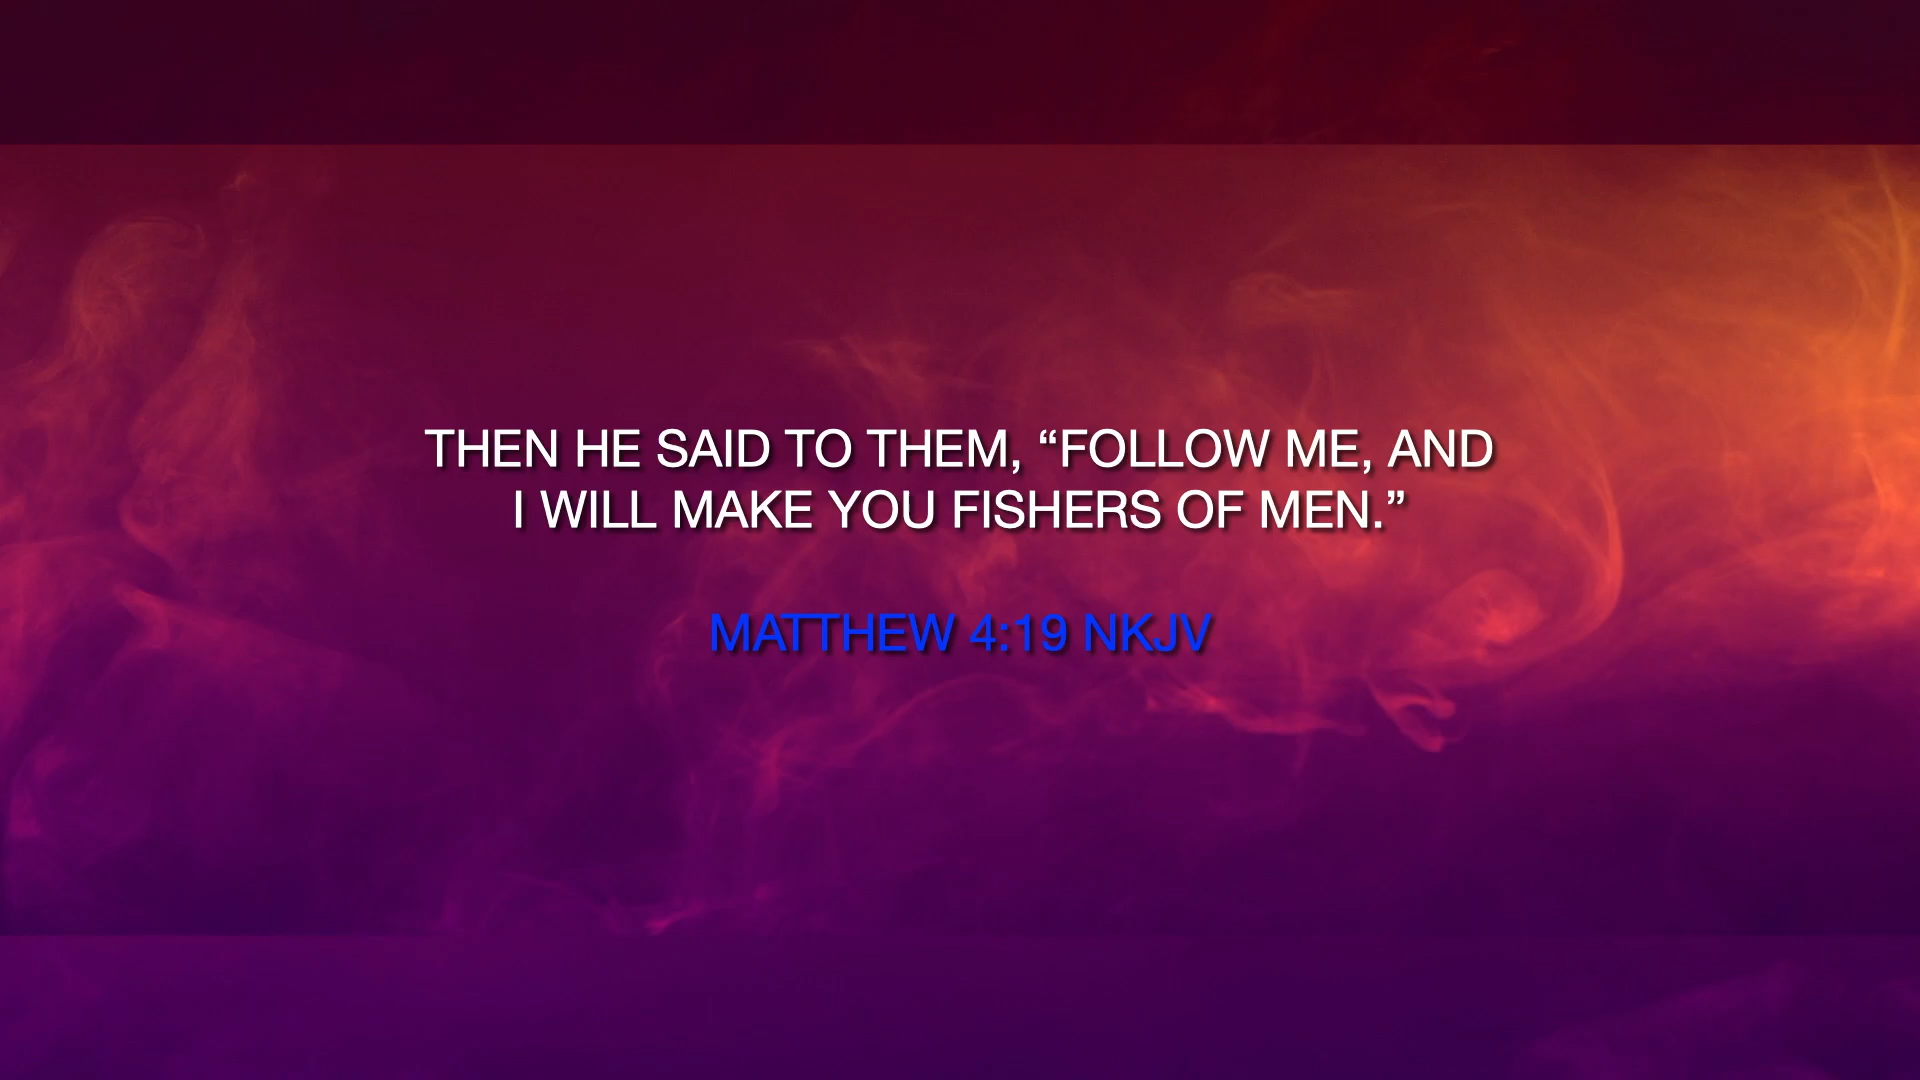 THEN HE SAID TO THEM, “FOLLOW ME, AND
I WILL MAKE YOU FISHERS OF MEN.”
MATTHEW 4:19 NKJV